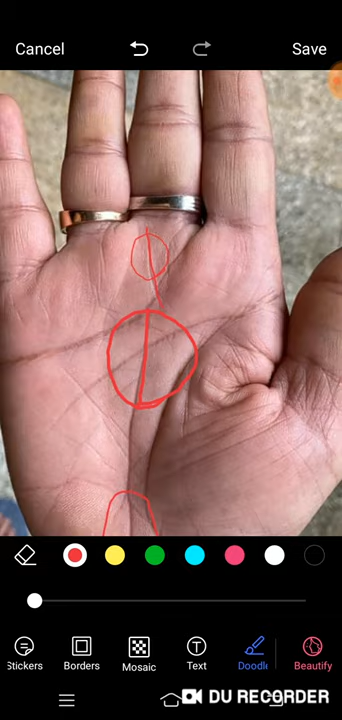 Cancel
Save
Stickers
Borders
Mosaic
Text
Doodle
Beautify
DU RECORDER